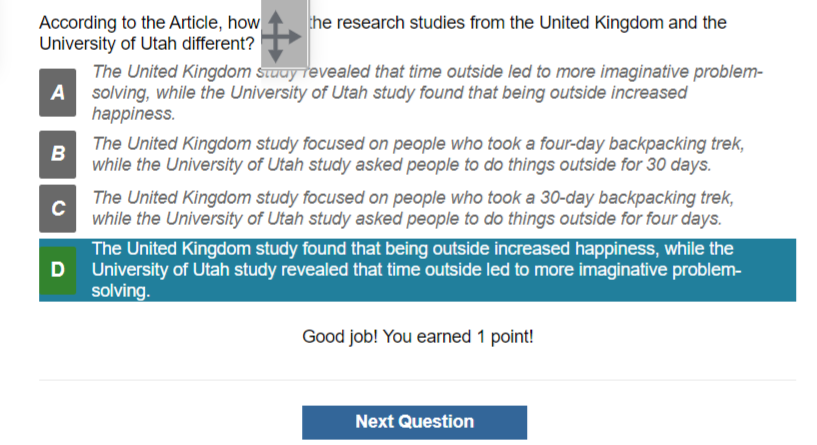 According to the Article, how the research studies from the United Kingdom and the
University of Utah different?
A
The United Kingdom study revealed that time outside led to more imaginative problem-
solving, while the University of Utah study found that being outside increased
happiness.
B
The United Kingdom study focused on people who took a four-day backpacking trek,
while the University of Utah study asked people to do things outside for 30 days.
C
The United Kingdom study focused on people who took a 30-day backpacking trek,
while the University of Utah study asked people to do things outside for four days.
D
The United Kingdom study found that being outside increased happiness, while the
University of Utah study revealed that time outside led to more imaginative problem-
solving.
Good job! You earned 1 point!
Next Question